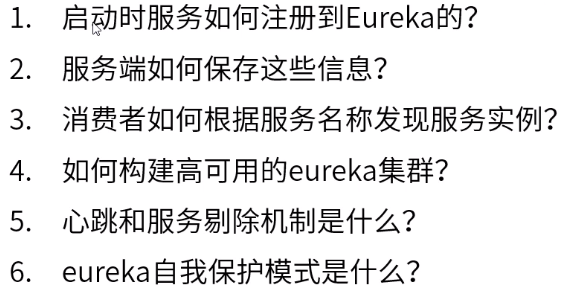 1. 启动时服务如何注册到Eureka的？
2. 服务端如何保存这些信息？
3. 消费者如何根据服务名称发现服务实例？
4. 如何构建高可用的eureka集群？
5. 心跳和服务剔除机制是什么？
6. eureka自我保护模式是什么？